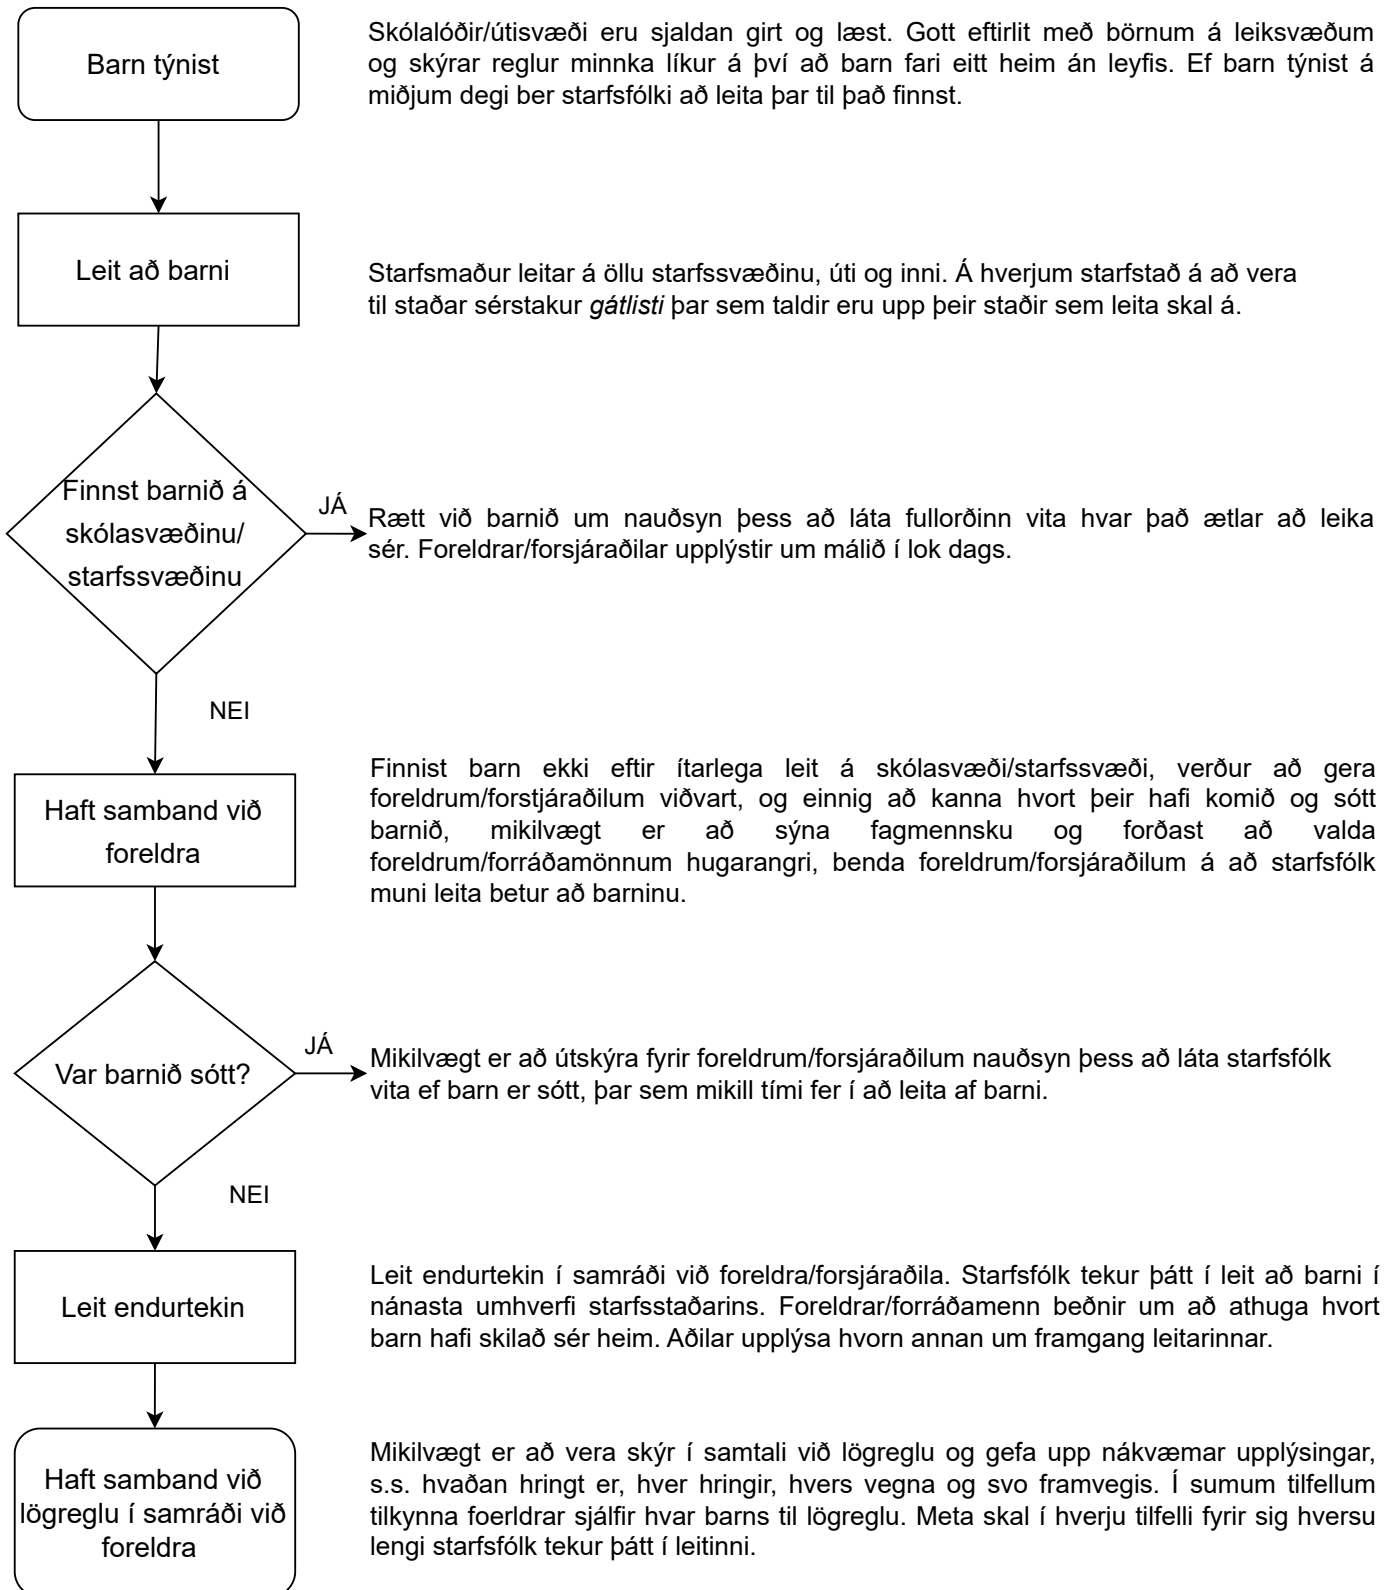 Barn týnist
Skólalóðir/útisvæði eru sjaldan girt og læst. Gott eftirlit með börnum á leiksvæðum
og skýrar reglur minnka líkur á því að barn fari eitt heim án leyfis. Ef barn týnist á
miðjum degi ber starfsfólki að leita þar til það finnst.
Leit að barni
Starfsmaður leitar á öllu starfssvæðinu, úti og inni. Á hverjum starfstað á að vera
til staðar sérstakur gátlisti þar sem taldir eru upp þeir staðir sem leita skal á.
Finnst barnið á
skólasvæðinu/
starfssvæðinu
JÁ
Rætt við barnið um nauðsyn þess að láta fullorðinn vita hvar það ætlar að leika
sér. Foreldrar/forsjáraðilar upplýstir um málið í lok dags.
NEI
Haft samband við
foreldra
Finnist barn ekki eftir ítarlega leit á skólasvæði/starfssvæði, verður að gera
foreldrum/forstjáraðilum viðvart, og einnig að kanna hvort þeir hafi komið og sótt
barnið, mikilvægt er að sýna fagmennsku og forðast að valda
foreldrum/forráðamönnum hugarangri, benda foreldrum/forsjáraðilum á að starfsfólk
muni leita betur að barninu.
Var barnið sótt?
JÁ
Mikilvægt er að útskýra fyrir foreldrum/forsjáraðilum nauðsyn þess að láta starfsfólk
vita ef barn er sótt, þar sem mikill tími fer í að leita af barni.
NEI
Leit endurtekin
Leit endurtekin í samráði við foreldra/forsjáraðila. Starfsfólk tekur þátt í leit að barni í
nánasta umhverfi starfsstaðarins. Foreldrar/forráðamenn beðnir um að athuga hvort
barn hafi skilað sér heim. Aðilar upplýsa hvorn annan um framgang leitarinnar.
Haft samband við
lögreglu í samráði við
foreldra
Mikilvægt er að vera skýr í samtali við lögreglu og gefa upp nákvæmar upplýsingar,
s.s. hvaðan hringt er, hver hringir, hvers vegna og svo framvegis. Í sumum tilfellum
tilkynna foerldrar sjálfir hvar barns til lögreglu. Meta skal í hverju tilfelli fyrir sig hversu
lengi starfsfólk tekur þátt í leitinni.